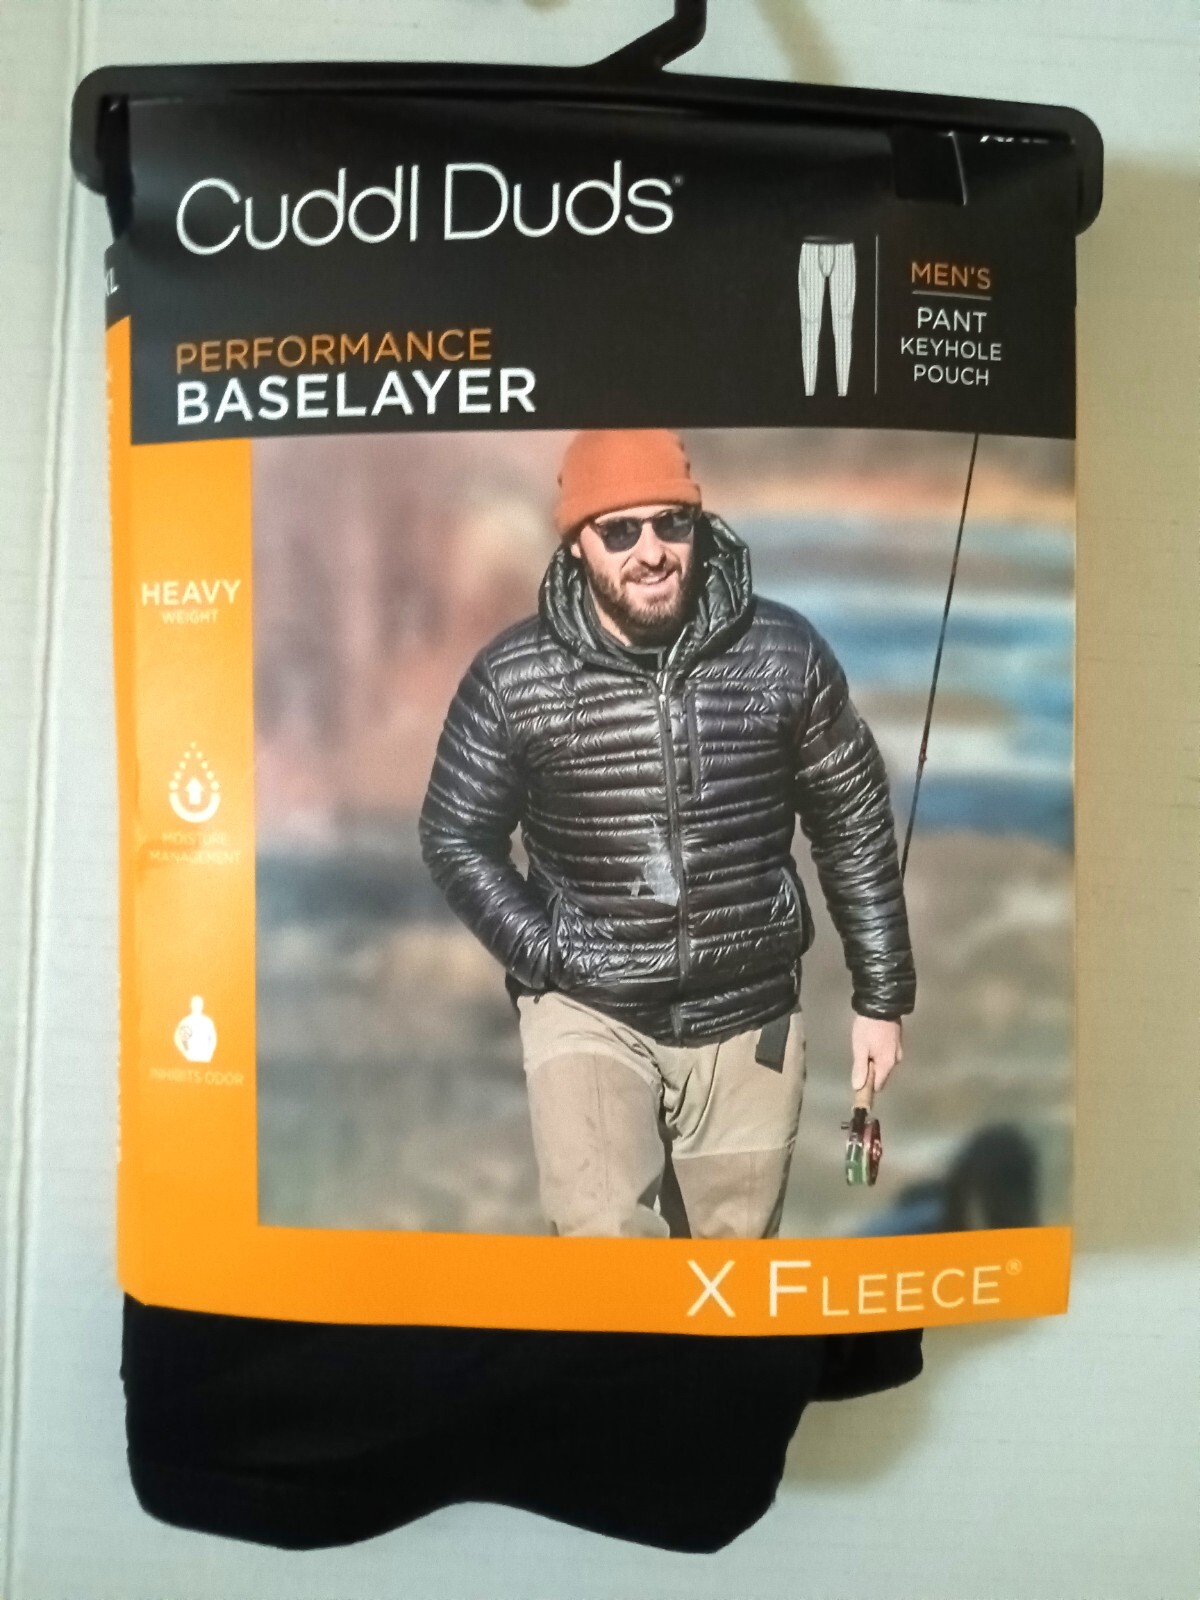 Cuddl Duds®
MEN'S
PANT
KEYHOLE
POUCH
PERFORMANCE
BASELAYER
HEAVY
WEIGHT
MOISTURE
MANAGEMENT
INHIBITS ODOR
X FLEECE®